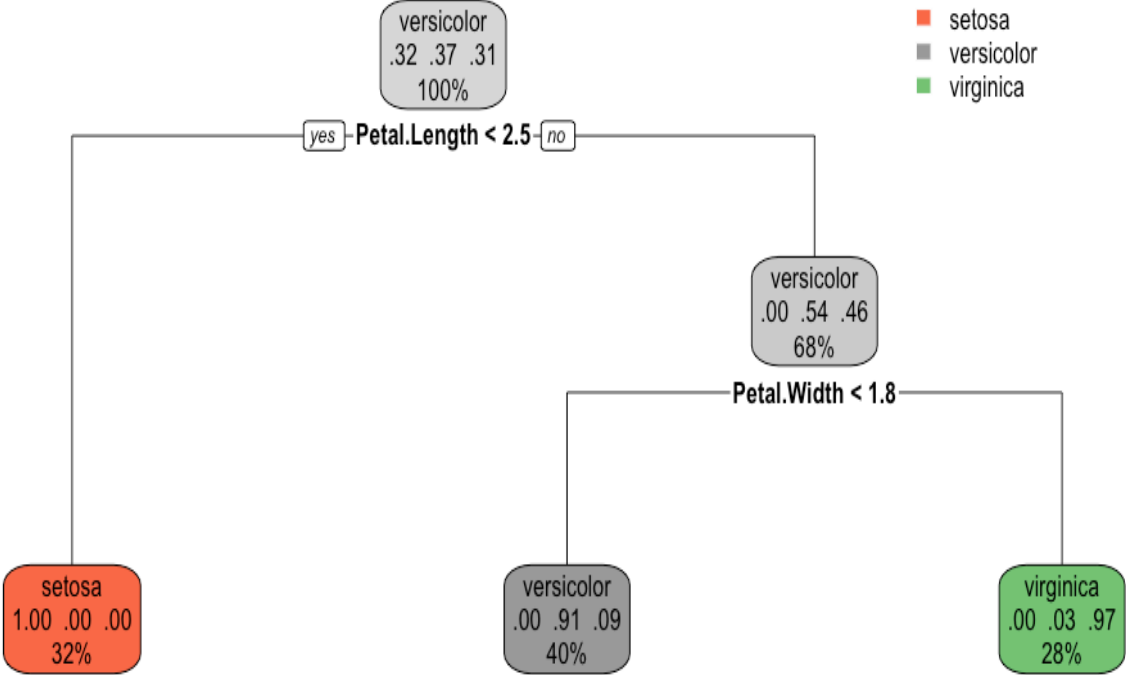 versicolor
.32 .37 .31
100%
setosa
versicolor
virginica
yes Petal.Length < 2.5 no
versicolor
.00 .54 .46
68%
Petal.Width < 1.8
setosa
1.00 .00 .00
32%
versicolor
.00 .91 .09
40%
virginica
.00 .03 .97
28%